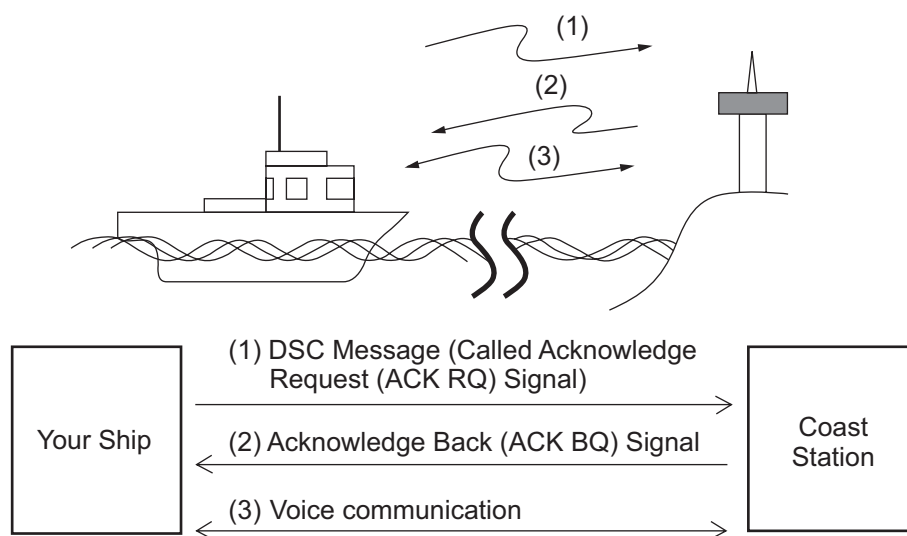 (1)
(2)
(3)
(1) DSC Message (Called Acknowledge
Request (ACK RQ) Signal)
Your Ship
(2) Acknowledge Back (ACK BQ) Signal
Coast
Station
(3) Voice communication